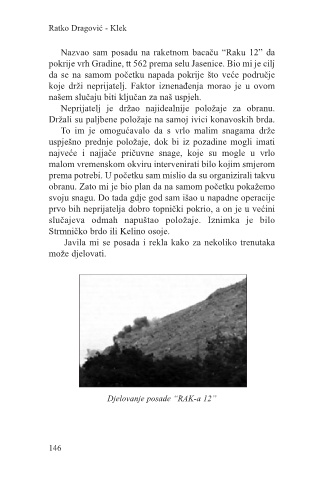 Ratko Dragović - Klek
Nazvao sam posadu na raketnom bacaču “Raku 12” da
pokrije vrh Gradine, tt 562 prema selu Jasenice. Bio mi je cilj
da se na samom početku napada pokrije što veće područje
koje drži neprijatelj. Faktor iznenađenja morao je u ovom
našem slučaju biti ključan za naš uspjeh.
Neprijatelj je držao najidealnije položaje za obranu.
Držali su paljbene položaje na samoj ivici konavoskih brda.
To im je omogućavalo da s vrlo malim snagama drže
uspješno prednje položaje, dok bi iz pozadine mogli imati
najveće i najjače pričuvne snage, koje su mogle u vrlo
malom vremenskom okviru intervenirati bilo kojim smjerom
prema potrebi. U početku sam mislio da su organizirali takvu
obranu. Zato mi je bio plan da na samom početku pokažemo
svoju snagu. Do tada gdje god sam išao u napadne operacije
prvo bih neprijatelja dobro topnički pokrio, a on je u većini
slučajeva odmah napuštao položaje. Iznimka je bilo
Strmničko brdo ili Kelino osoje.
Javila mi se posada i rekla kako za nekoliko trenutaka
može djelovati.
Djelovanje posade “RAK-a 12”
146